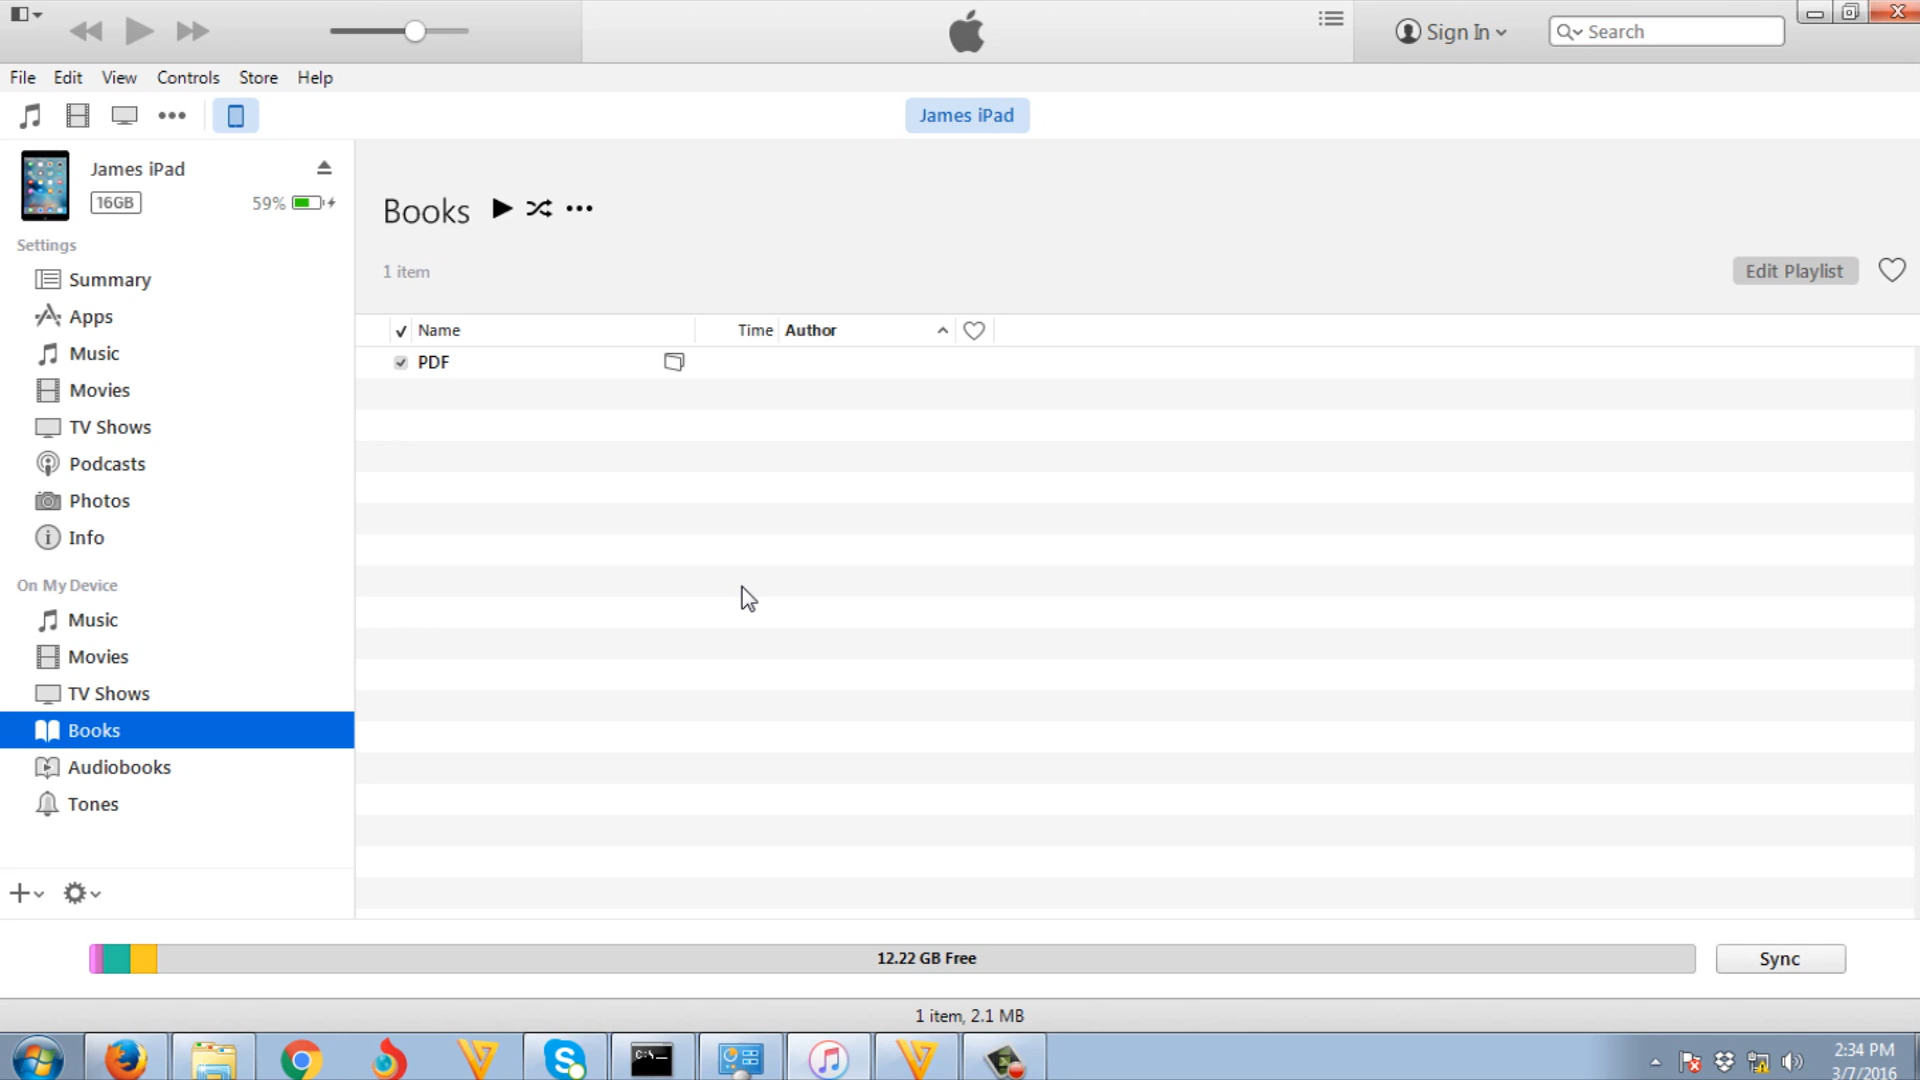 Sign In
Search
File Edit View Controls Store Help
James iPad
James iPad
16GB 59%
Settings
Summary
Apps
Music
Movies
TV Shows
Podcasts
Photos
Info
On My Device
Music
Movies
TV Shows
Books
Audiobooks
Tones
Books
1 item
Edit Playlist
Name Time Author
PDF
12.22 GB Free
Sync
1 item, 2.1 MB
C:\
2:34 PM
3/7/2016